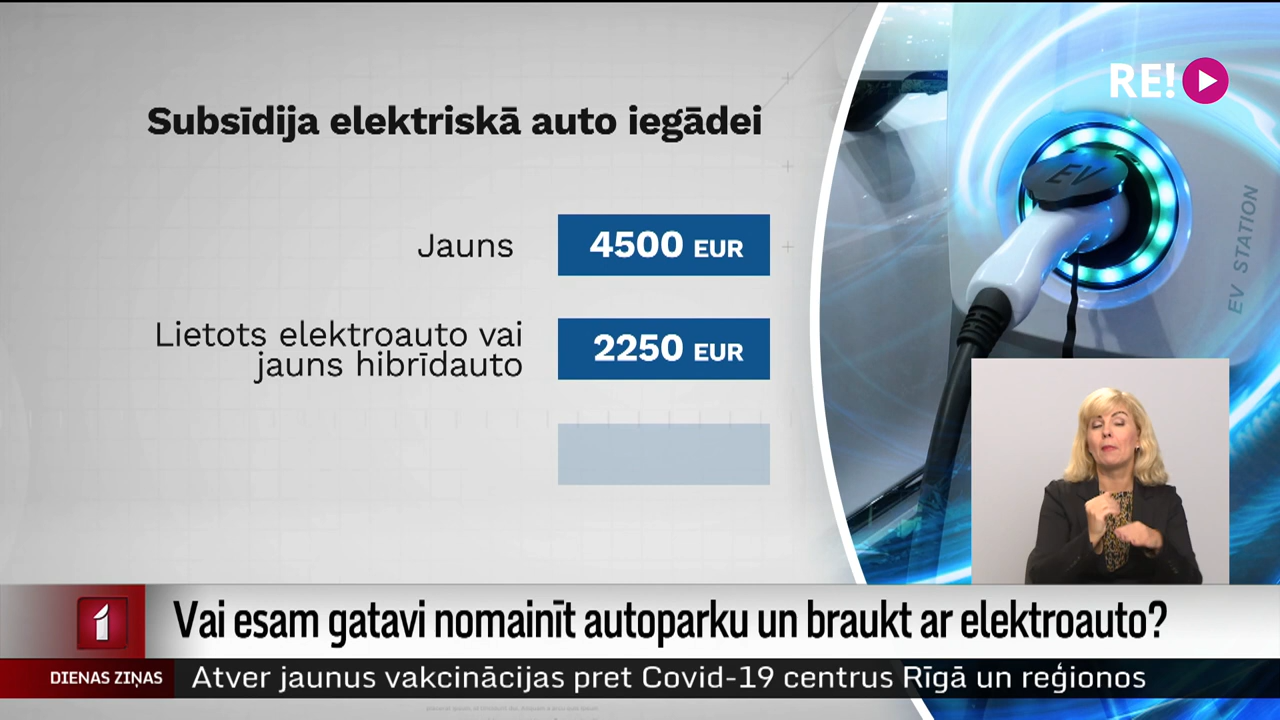 RE!
Subsīdija elektriskā auto iegādei
EV
EV STATION
Jauns
4500 EUR
Lietots elektroauto vai
jauns hibrīdauto
2250 EUR
1
Vai esam gatavi nomainīt autoparku un braukt ar elektroauto?
DIENAS ZIŅAS
Atver jaunus vakcinācijas pret Covid-19 centrus Rīgā un reģionos